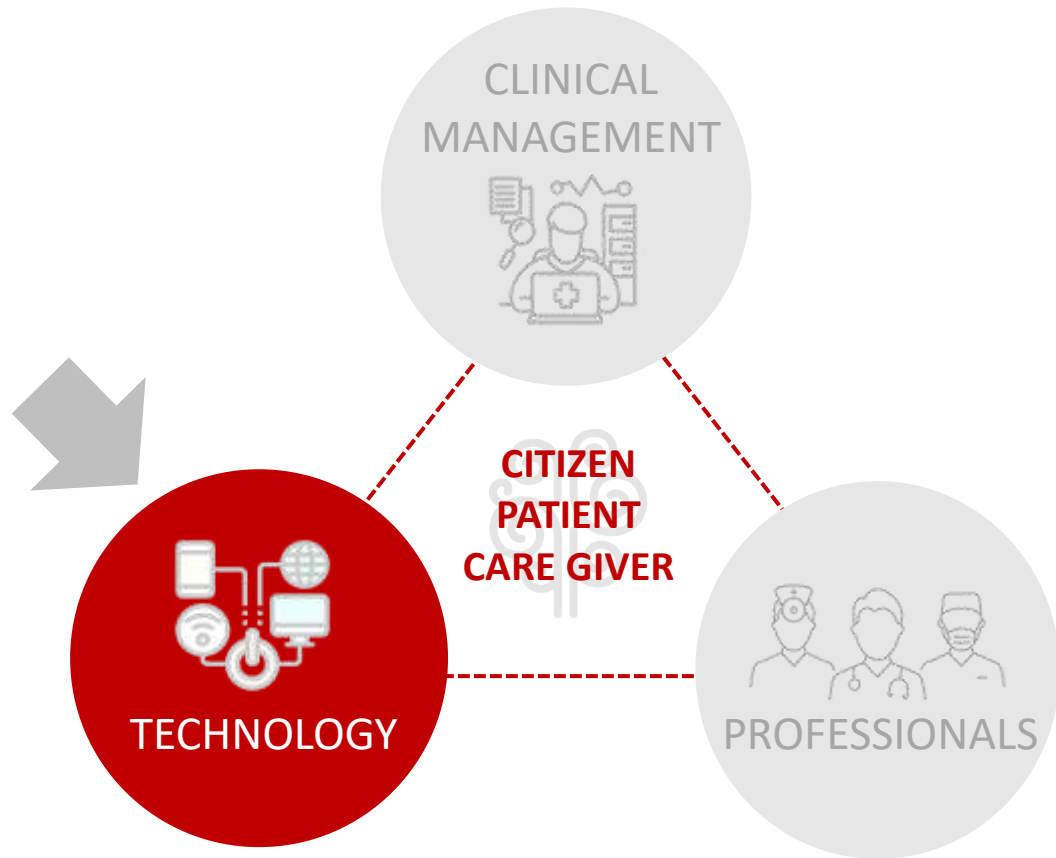 CLINICAL
MANAGEMENT
CITIZEN
PATIENT
CARE GIVER
TECHNOLOGY
PROFESSIONALS